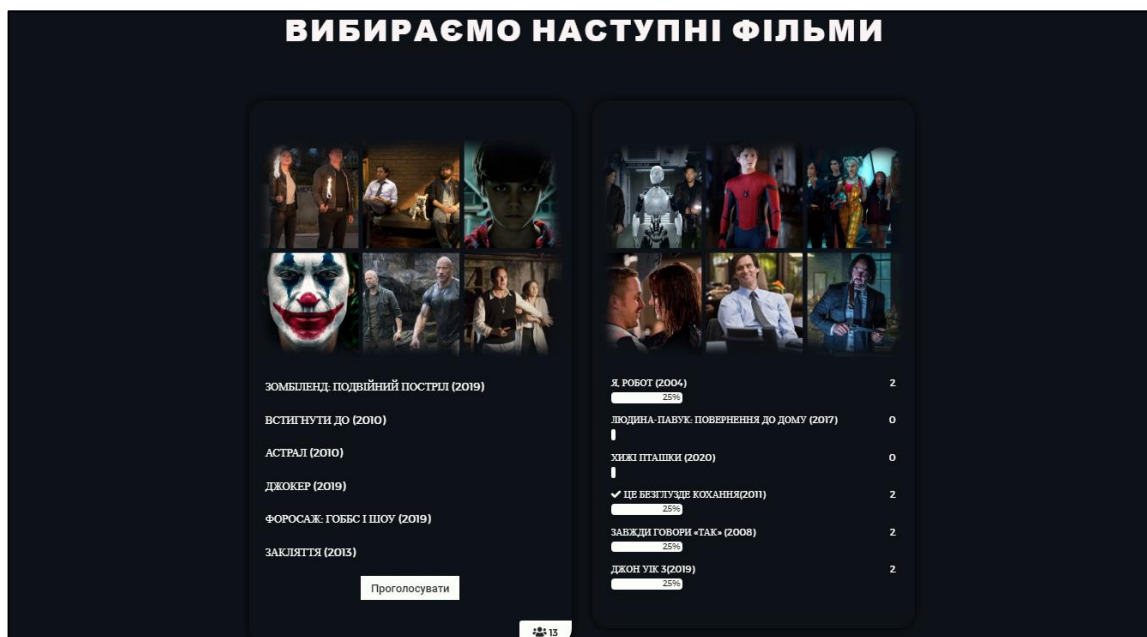 ВИБИРАЄМО НАСТУПНІ ФІЛЬМИ
ЗОМБІЛЕНД: ПОДВІЙНИЙ ПОСТРІЛ (2019)
ВСТИГНУТИ ДО (2010)
АСТРАЛ (2010)
ДЖОКЕР (2019)
ФОРОСАЖ: ГОББС І ШОУ (2019)
ЗАКЛЯТТЯ (2013)
Проголосувати
13
Я, РОБОТ (2004) 2
25%
ЛЮДИНА-ПАВУК: ПОВЕРНЕННЯ ДО ДОМУ (2017) 0
ХИЖІ ПТАШКИ (2020) 0
ЦЕ БЕЗГЛУЗДЕ КОХАННЯ(2011) 2
25%
ЗАВЖДИ ГОВОРИ «ТАК» (2008) 2
25%
ДЖОН УІК 3(2019) 2
25%